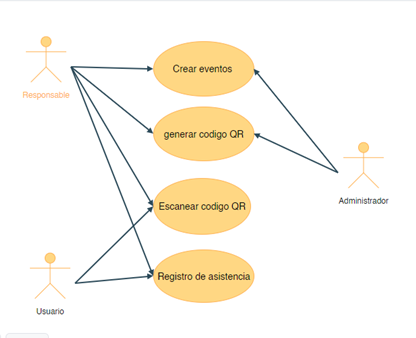 Crear eventos
Responsable
generar codigo QR
Escanear codigo QR
Administrador
Registro de asistencia
Usuario